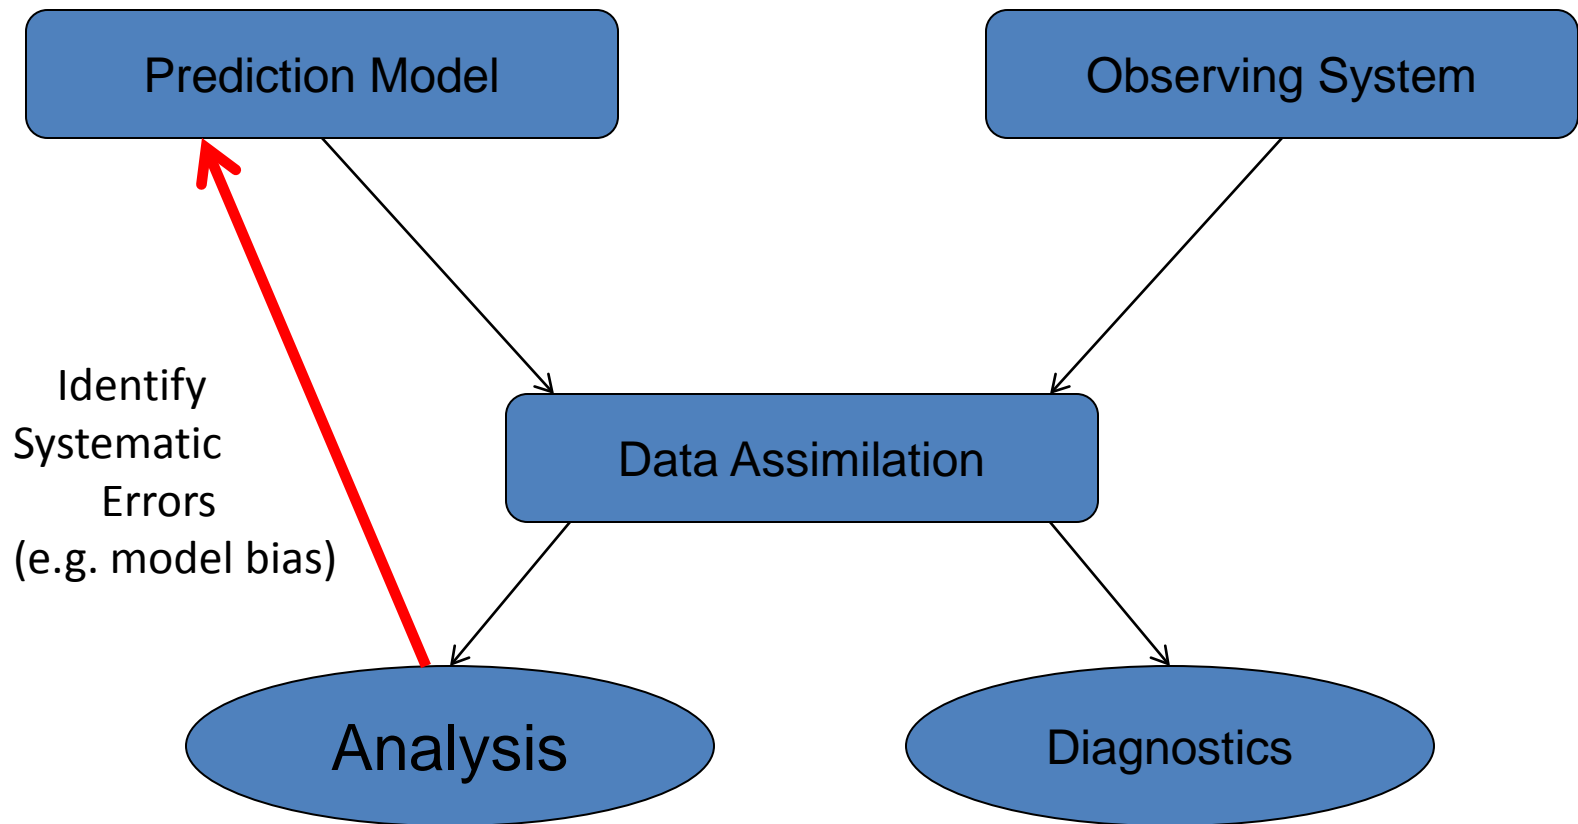 Prediction Model
Observing System
Identify
Systematic
Errors
(e.g. model bias)
Data Assimilation
Analysis
Diagnostics